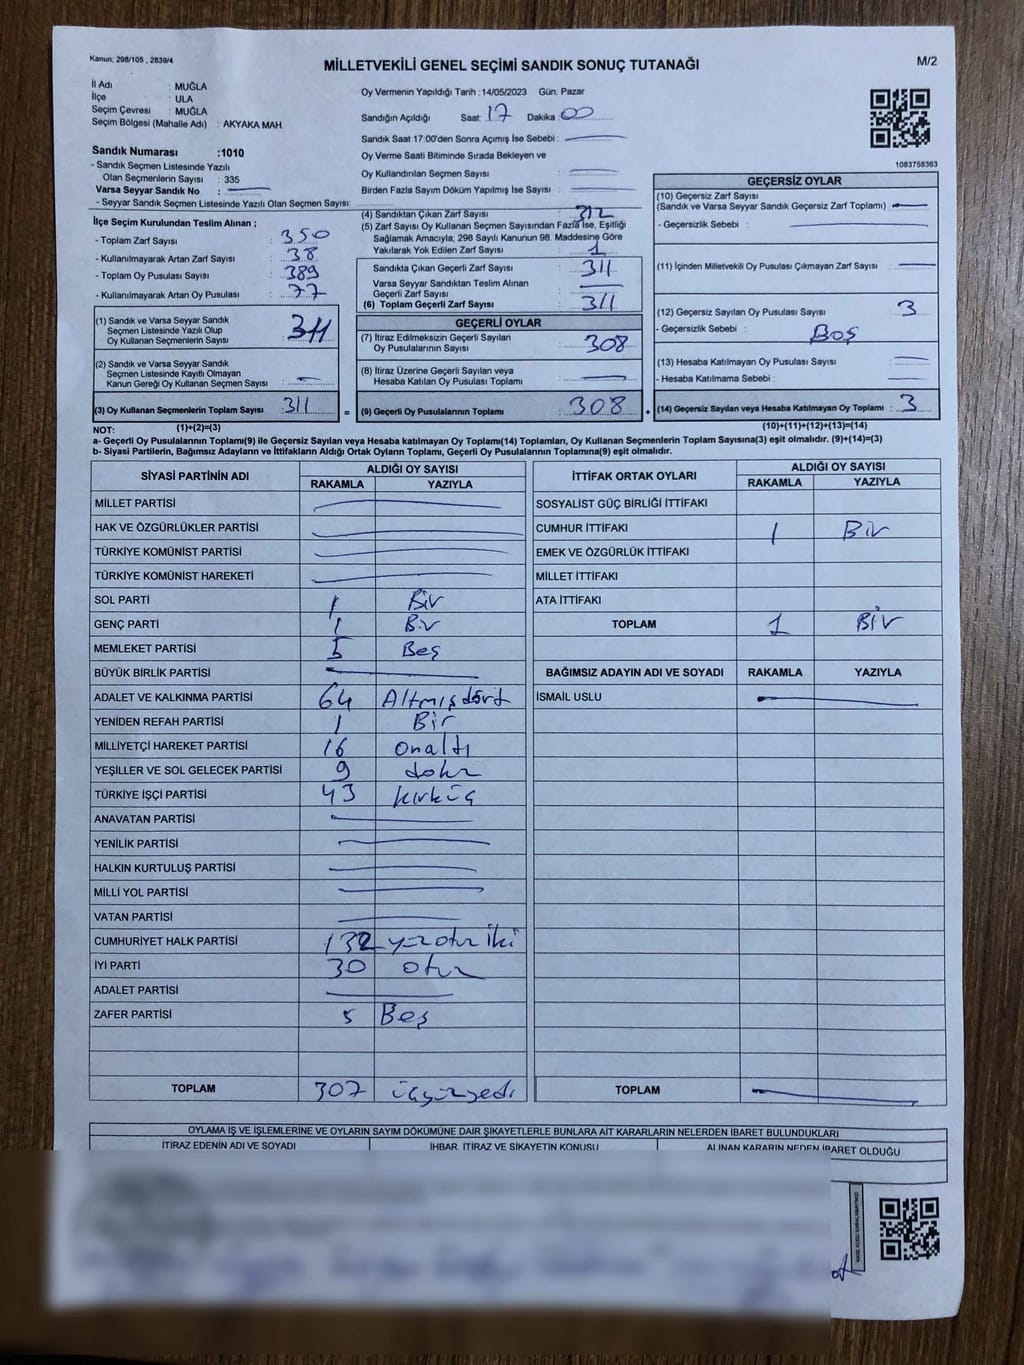 Kanun; 298/105 , 2839/4
MİLLETVEKİLİ GENEL SEÇİMİ SANDIK SONUÇ TUTANAĞI
M/2
İl Adı : MUĞLA
İlçe : ULA
Seçim Çevresi : MUĞLA
Seçim Bölgesi (Mahalle Adı) : AKYAKA MAH.
Oy Vermenin Yapıldığı Tarih :14/05/2023 Gün: Pazar
Sandığın Açıldığı Saat: 17 Dakika : 00
Sandık Saat 17:00'den Sonra Açımış İse Sebebi :
Oy Verme Saati Bitiminde Sırada Bekleyen ve
Oy Kullandırılan Seçmen Sayısı :
Birden Fazla Sayım Döküm Yapılmış İse Sayısı :
1083758363
Sandık Numarası :1010
- Sandık Seçmen Listesinde Yazılı
Olan Seçmenlerin Sayısı : 335
Varsa Seyyar Sandık No :
- Seyyar Sandık Seçmen Listesinde Yazılı Olan Seçmen Sayısı:
İlçe Seçim Kurulundan Teslim Alınan ;
- Toplam Zarf Sayısı : 350
- Kullanılmayarak Artan Zarf Sayısı : 38
- Toplam Oy Pusulası Sayısı : 389
- Kullanılmayarak Artan Oy Pusulası : 77
(1) Sandık ve Varsa Seyyar Sandık
Seçmen Listesinde Yazılı Olup
Oy Kullanan Seçmenlerin Sayısı : 311
(2) Sandık ve Varsa Seyyar Sandık
Seçmen Listesinde Kayıtlı Olmayan
Kanun Gereği Oy Kullanan Seçmen Sayısı :
(3) Oy Kullanan Seçmenlerin Toplam Sayısı : 311
(4) Sandıktan Çıkan Zarf Sayısı : 312
(5) Zarf Sayısı Oy Kullanan Seçmen Sayısından Fazla İse, Eşitliği
Sağlamak Amacıyla, 298 Sayılı Kanunun 98. Maddesine Göre
Yakılarak Yok Edilen Zarf Sayısı : 1
Sandıkta Çıkan Geçerli Zarf Sayısı : 311
Varsa Seyyar Sandıktan Teslim Alınan
Geçerli Zarf Sayısı :
(6) Toplam Geçerli Zarf Sayısı : 311
GEÇERLİ OYLAR
(7) İtiraz Edilmeksizin Geçerli Sayılan
Oy Pusulalarının Sayısı : 308
(8) İtiraz Üzerine Geçerli Sayılan veya
Hesaba Katılan Oy Pusulası Toplamı :
= (9) Geçerli Oy Pusulalarının Toplamı : 308 +
GEÇERSİZ OYLAR
(10) Geçersiz Zarf Sayısı
(Sandık ve Varsa Seyyar Sandık Geçersiz Zarf Toplamı) :
- Geçersizlik Sebebi :
(11) İçinden Milletvekili Oy Pusulası Çıkmayan Zarf Sayısı :
(12) Geçersiz Sayılan Oy Pusulası Sayısı : 3
- Geçersizlik Sebebi : Boş
(13) Hesaba Katılmayan Oy Pusulası Sayısı :
- Hesaba Katılmama Sebebi :
(14) Geçersiz Sayılan veya Hesaba Katılmayan Oy Toplamı : 3
NOT: (1)+(2)=(3) (10)+(11)+(12)+(13)=(14)
a- Geçerli Oy Pusulalarının Toplamı(9) ile Geçersiz Sayılan veya Hesaba katılmayan Oy Toplamı(14) Toplamları, Oy Kullanan Seçmenlerin Toplam Sayısına(3) eşit olmalıdır. (9)+(14)=(3)
b- Siyasi Partilerin, Bağımsız Adayların ve İttifakların Aldığı Ortak Oyların Toplamı, Geçerli Oy Pusulalarının Toplamına(9) eşit olmalıdır.
SİYASİ PARTİNİN ADI ALDIĞI OY SAYISI
RAKAMLA YAZIYLA
MİLLET PARTİSİ
HAK VE ÖZGÜRLÜKLER PARTİSİ
TÜRKİYE KOMÜNİST PARTİSİ
TÜRKİYE KOMÜNİST HAREKETİ
SOL PARTİ 1 Bir
GENÇ PARTİ 1 Bir
MEMLEKET PARTİSİ 5 Beş
BÜYÜK BİRLİK PARTİSİ
ADALET VE KALKINMA PARTİSİ 64 Altmışdört
YENİDEN REFAH PARTİSİ 1 Bir
MİLLİYETÇİ HAREKET PARTİSİ 16 onaltı
YEŞİLLER VE SOL GELECEK PARTİSİ 9 dokuz
TÜRKİYE İŞÇİ PARTİSİ 43 kırküç
ANAVATAN PARTİSİ
YENİLİK PARTİSİ
HALKIN KURTULUŞ PARTİSİ
MİLLİ YOL PARTİSİ
VATAN PARTİSİ
CUMHURİYET HALK PARTİSİ 132 yüzotuziki
İYİ PARTİ 30 otuz
ADALET PARTİSİ
ZAFER PARTİSİ 5 Beş
TOPLAM 307 üçyüzyedi
İTTİFAK ORTAK OYLARI ALDIĞI OY SAYISI
RAKAMLA YAZIYLA
SOSYALİST GÜÇ BİRLİĞİ İTTİFAKI
CUMHUR İTTİFAKI 1 Bir
EMEK VE ÖZGÜRLÜK İTTİFAKI
MİLLET İTTİFAKI
ATA İTTİFAKI
TOPLAM 1 Bir
BAĞIMSIZ ADAYIN ADI VE SOYADI RAKAMLA YAZIYLA
İSMAİL USLU
TOPLAM
OYLAMA İŞ VE İŞLEMLERİNE VE OYLARIN SAYIM DÖKÜMÜNE DAİR ŞİKAYETLERLE BUNLARA AİT KARARLARIN NELERDEN İBARET BULUNDUKLARI
İTİRAZ EDENİN ADI VE SOYADI İHBAR, İTİRAZ VE ŞİKAYETİN KONUSU ALINAN KARARIN NEDEN İBARET OLDUĞU